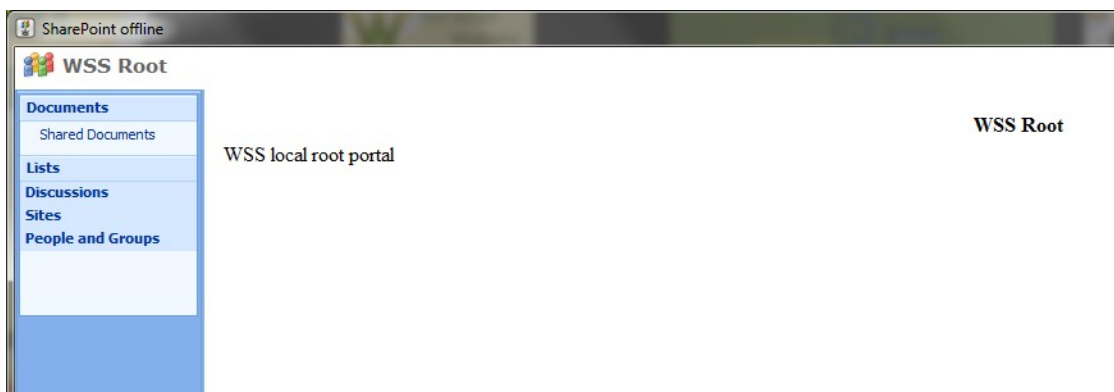 SharePoint offline
WSS Root
Documents
Shared Documents
Lists
Discussions
Sites
People and Groups
WSS Root
WSS local root portal